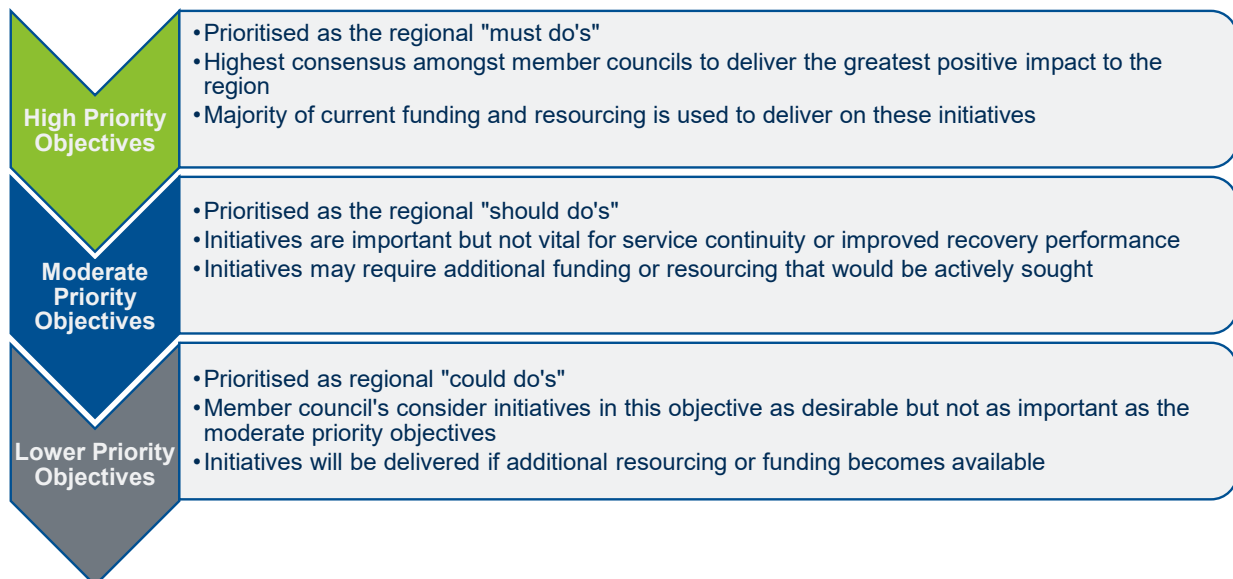 High Priority
Objectives
•Prioritised as the regional "must do's"
•Highest consensus amongst member councils to deliver the greatest positive impact to the
region
•Majority of current funding and resourcing is used to deliver on these initiatives
Moderate
Priority
Objectives
•Prioritised as the regional "should do's"
•Initiatives are important but not vital for service continuity or improved recovery performance
•Initiatives may require additional funding or resourcing that would be actively sought
Lower Priority
Objectives
•Prioritised as regional "could do's"
•Member council's consider initiatives in this objective as desirable but not as important as the
moderate priority objectives
•Initiatives will be delivered if additional resourcing or funding becomes available